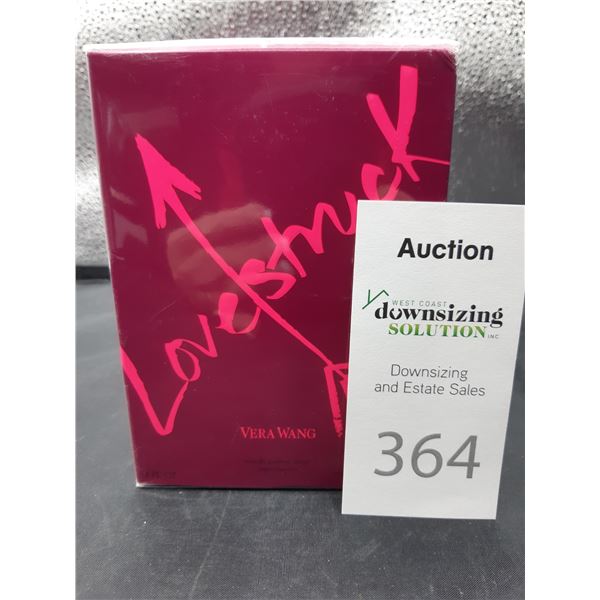 Lovestruck
VERA WANG
Auction
WEST COAST
downsizing
SOLUTION INC
Downsizing
and Estate Sales
364